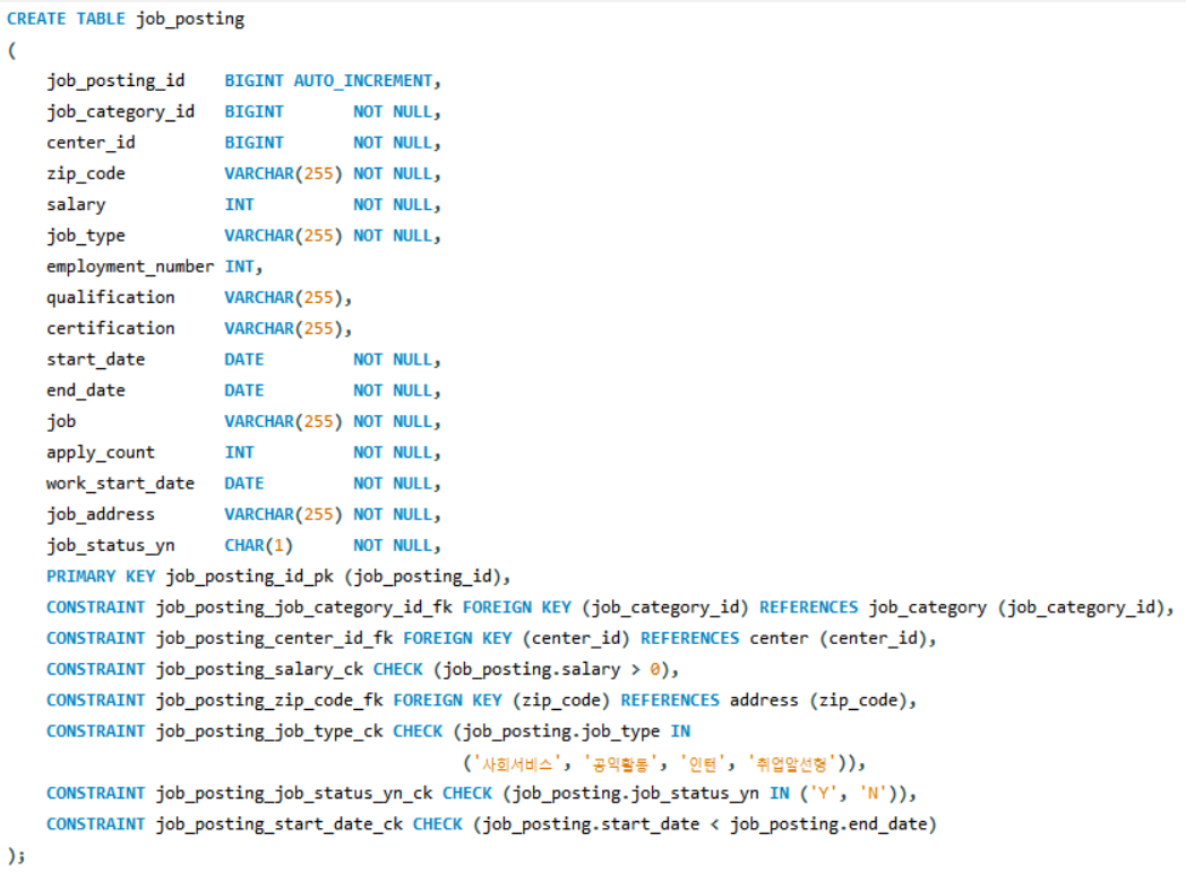 CREATE TABLE job_posting
(
    job_posting_id    BIGINT AUTO_INCREMENT,
    job_category_id   BIGINT       NOT NULL,
    center_id         BIGINT       NOT NULL,
    zip_code          VARCHAR(255) NOT NULL,
    salary            INT          NOT NULL,
    job_type          VARCHAR(255) NOT NULL,
    employment_number INT,
    qualification     VARCHAR(255),
    certification     VARCHAR(255),
    start_date        DATE         NOT NULL,
    end_date          DATE         NOT NULL,
    job               VARCHAR(255) NOT NULL,
    apply_count       INT          NOT NULL,
    work_start_date   DATE         NOT NULL,
    job_address       VARCHAR(255) NOT NULL,
    job_status_yn     CHAR(1)      NOT NULL,
    PRIMARY KEY job_posting_id_pk (job_posting_id),
    CONSTRAINT job_posting_job_category_id_fk FOREIGN KEY (job_category_id) REFERENCES job_category (job_category_id),
    CONSTRAINT job_posting_center_id_fk FOREIGN KEY (center_id) REFERENCES center (center_id),
    CONSTRAINT job_posting_salary_ck CHECK (job_posting.salary > 0),
    CONSTRAINT job_posting_zip_code_fk FOREIGN KEY (zip_code) REFERENCES address (zip_code),
    CONSTRAINT job_posting_job_type_ck CHECK (job_posting.job_type IN
                                              ('사회서비스', '공익활동', '인턴', '취업알선형')),
    CONSTRAINT job_posting_job_status_yn_ck CHECK (job_posting.job_status_yn IN ('Y', 'N')),
    CONSTRAINT job_posting_start_date_ck CHECK (job_posting.start_date < job_posting.end_date)
);